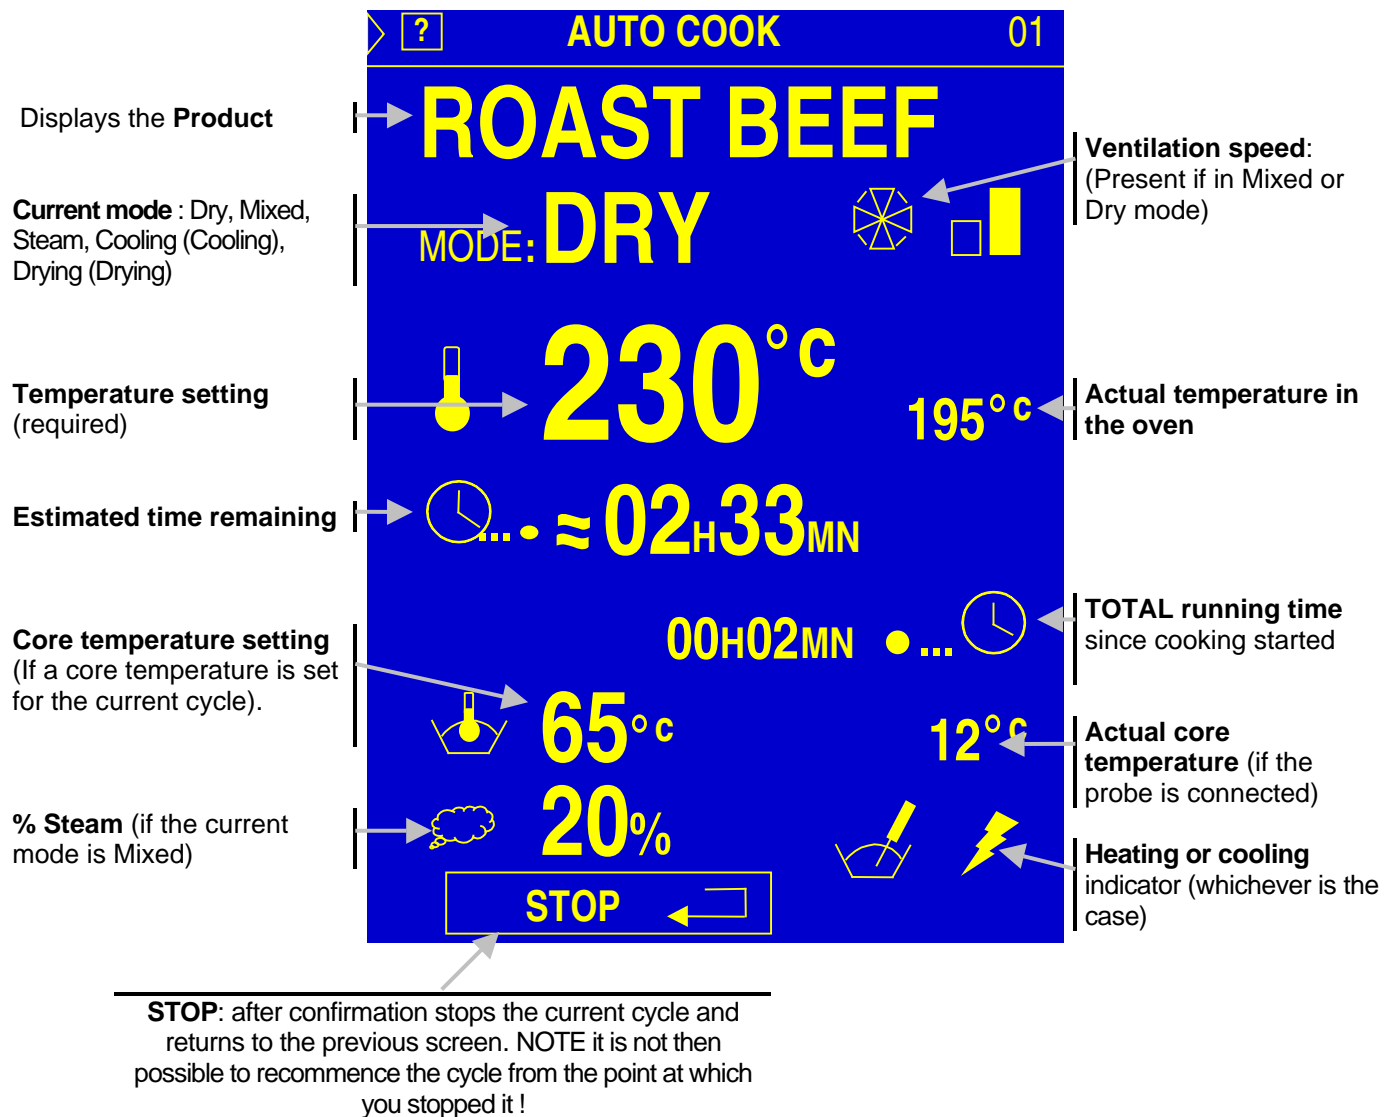 ? AUTO COOK 01
Displays the Product
ROAST BEEF
Ventilation speed:
(Present if in Mixed or
Dry mode)
Current mode : Dry, Mixed,
Steam, Cooling (Cooling),
Drying (Drying)
MODE: DRY
Temperature setting
(required)
230°c
195°c
Actual temperature in
the oven
Estimated time remaining
... • ≈ 02H33MN
TOTAL running time
since cooking started
00H02MN • ...
Core temperature setting
(If a core temperature is set
for the current cycle).
65°c
12°c
Actual core
temperature (if the
probe is connected)
% Steam (if the current
mode is Mixed)
20%
Heating or cooling
indicator (whichever is the
case)
STOP
STOP: after confirmation stops the current cycle and
returns to the previous screen. NOTE it is not then
possible to recommence the cycle from the point at which
you stopped it !